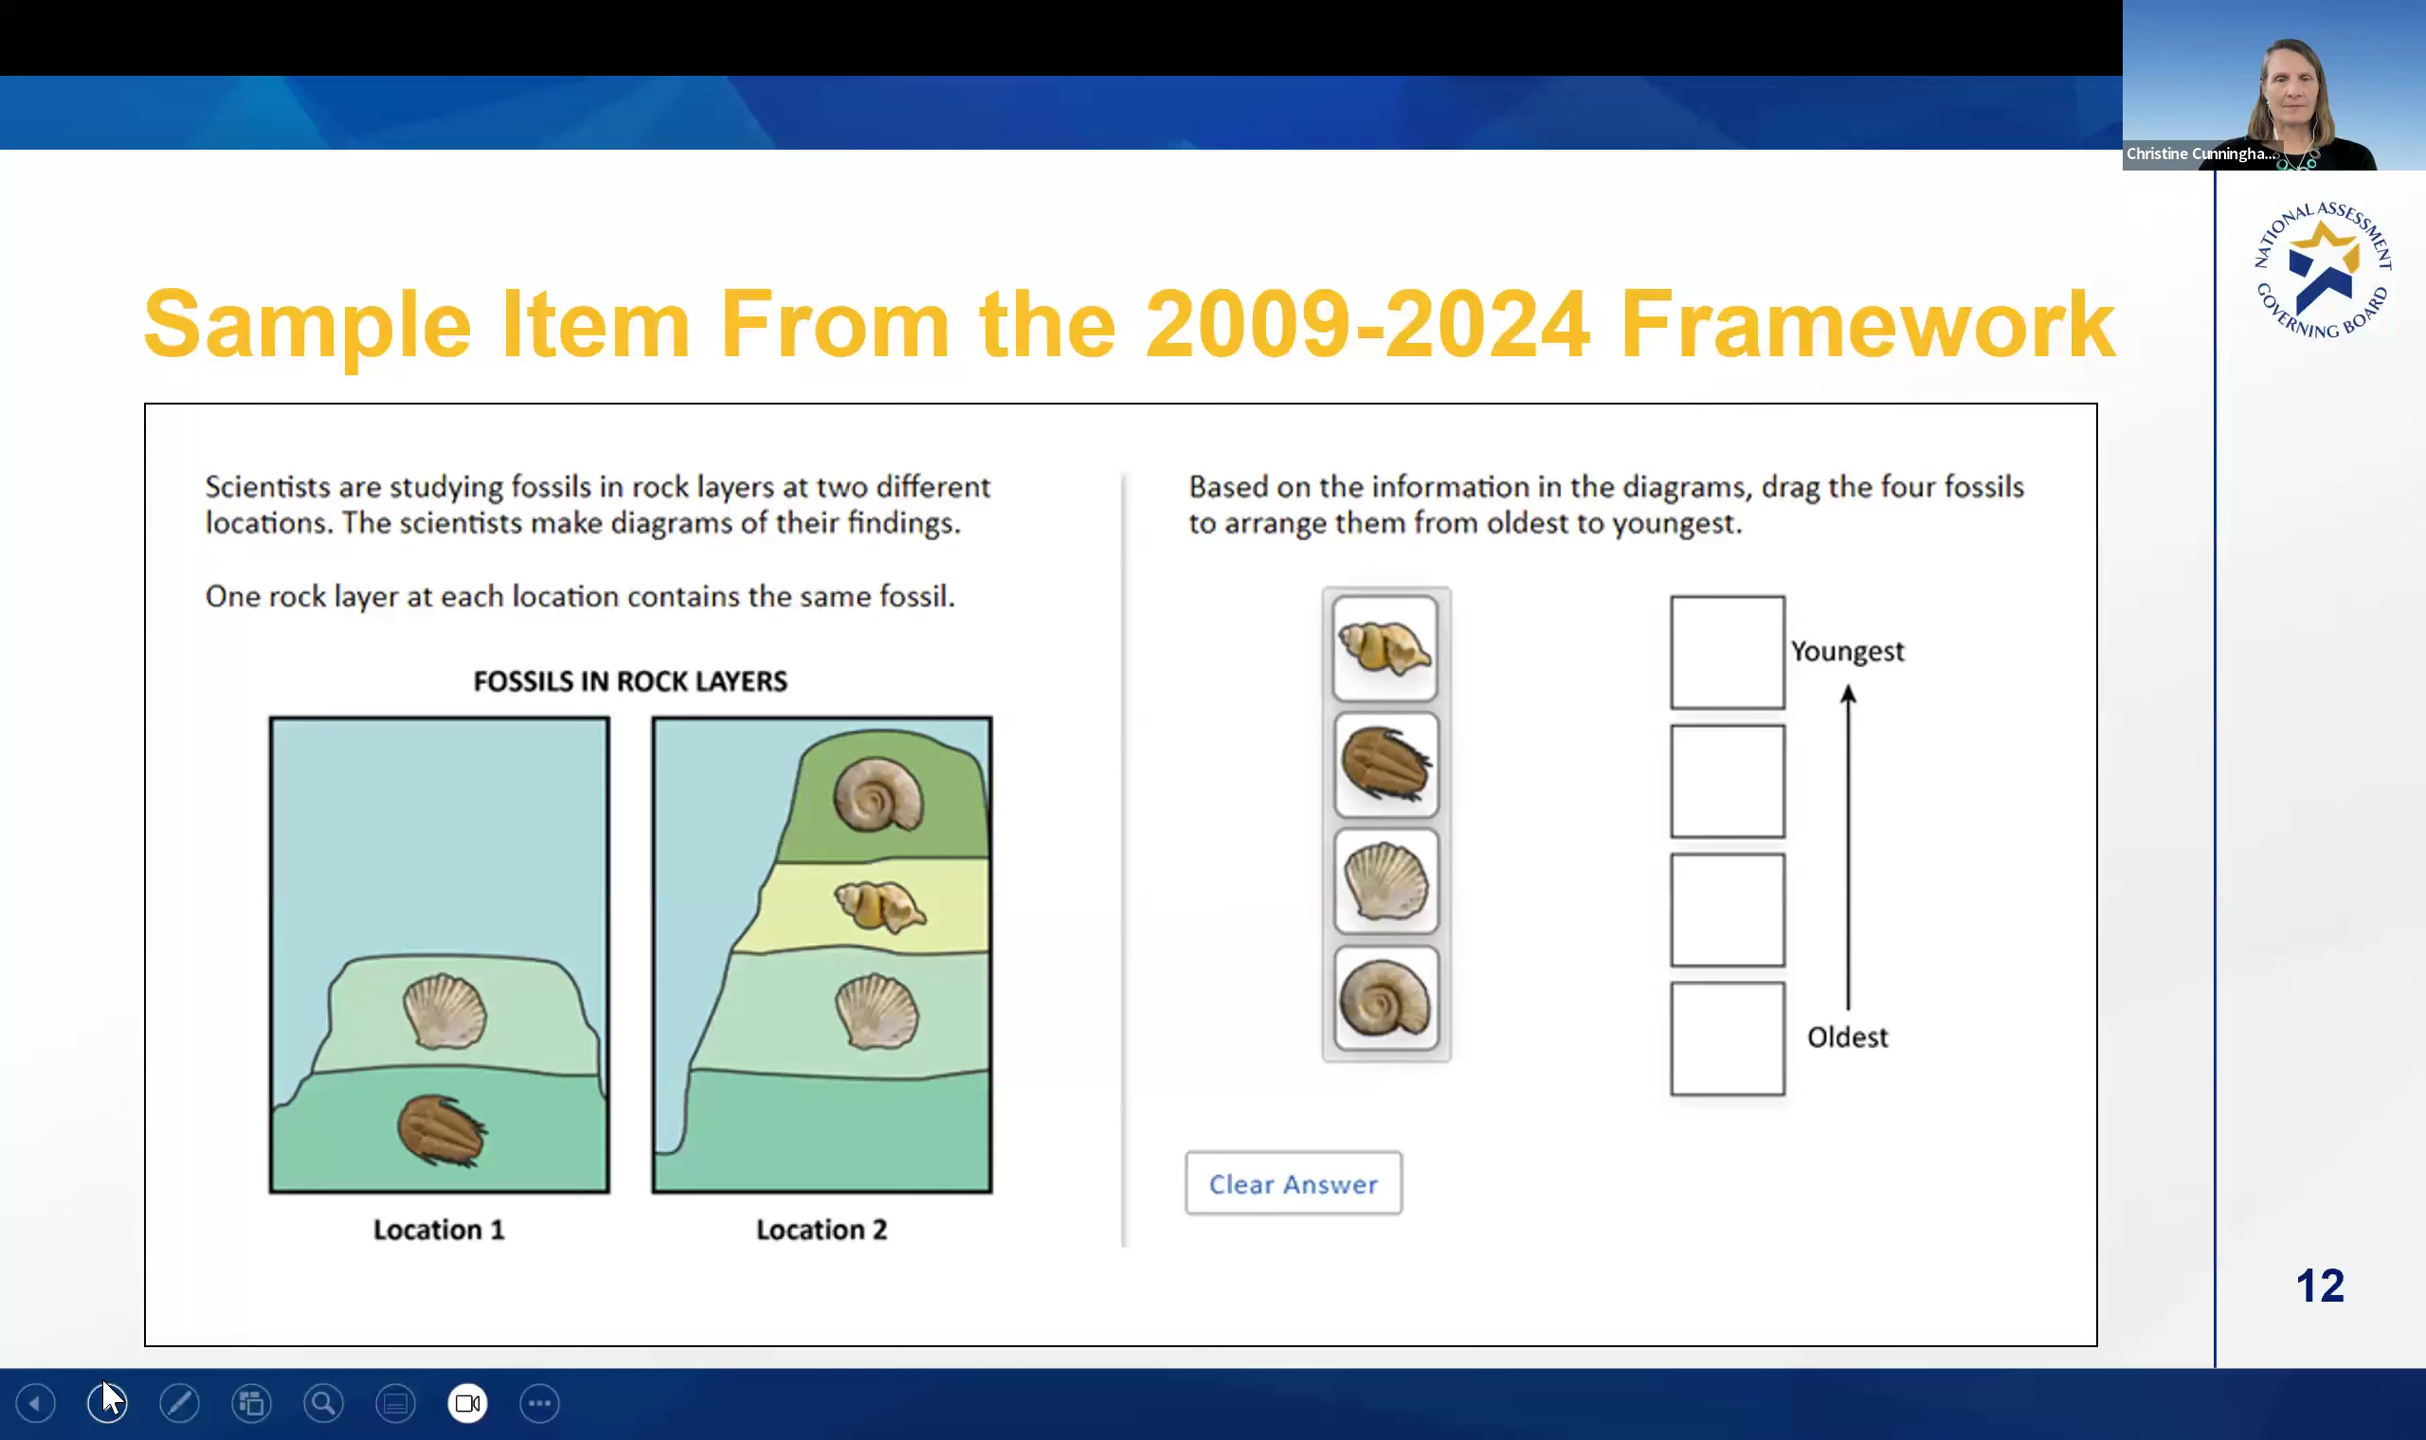 Christine Cunningha...
NATIONAL ASSESSMENT
GOVERNING BOARD
Sample Item From the 2009-2024 Framework
Scientists are studying fossils in rock layers at two different
locations. The scientists make diagrams of their findings.
One rock layer at each location contains the same fossil.
FOSSILS IN ROCK LAYERS
Location 1
Location 2
Based on the information in the diagrams, drag the four fossils
to arrange them from oldest to youngest.
Youngest
Oldest
Clear Answer
12